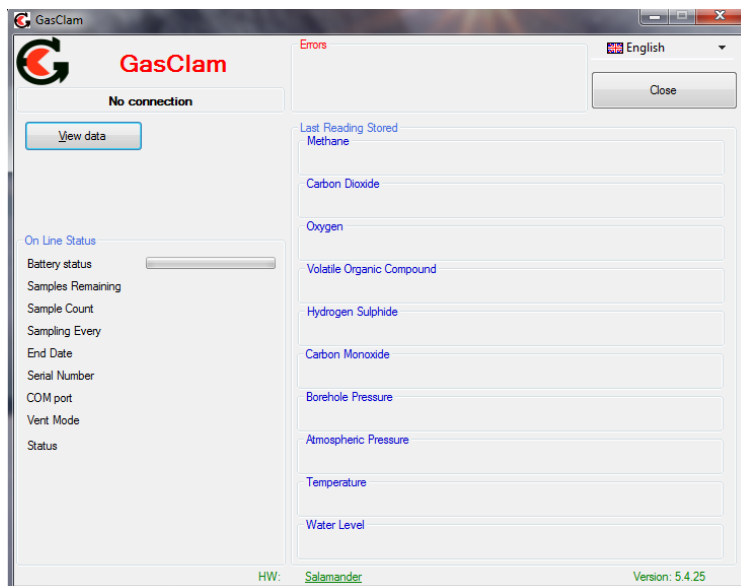 GasClam
GasClam
No connection
View data
Errors
English
Close
Last Reading Stored
Methane
Carbon Dioxide
Oxygen
Volatile Organic Compound
Hydrogen Sulphide
Carbon Monoxide
Borehole Pressure
Atmospheric Pressure
Temperature
Water Level
On Line Status
Battery status
Samples Remaining
Sample Count
Sampling Every
End Date
Serial Number
COM port
Vent Mode
Status
HW:
Salamander
Version: 5.4.25